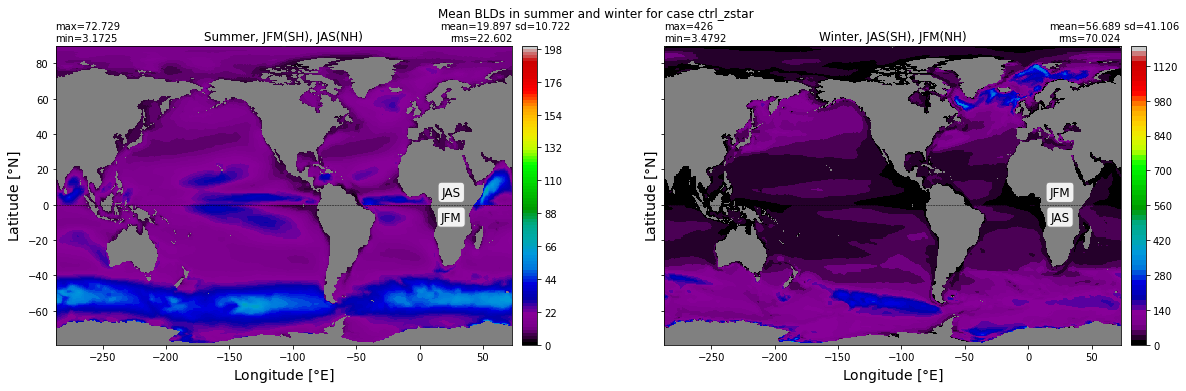 Mean BLDs in summer and winter for case ctrl_zstar
max=72.729
min=3.1725
Summer, JFM(SH), JAS(NH)
mean=19.897 sd=10.722
rms=22.602
max=426
min=3.4792
Winter, JAS(SH), JFM(NH)
mean=56.689 sd=41.106
rms=70.024
Latitude [°N]
80
60
40
20
0
−20
−40
−60
JAS
JFM
−250
−200
−150
−100
−50
0
50
Longitude [°E]
198
176
154
132
110
88
66
44
22
0
Latitude [°N]
JFM
JAS
−250
−200
−150
−100
−50
0
50
Longitude [°E]
1120
980
840
700
560
420
280
140
0